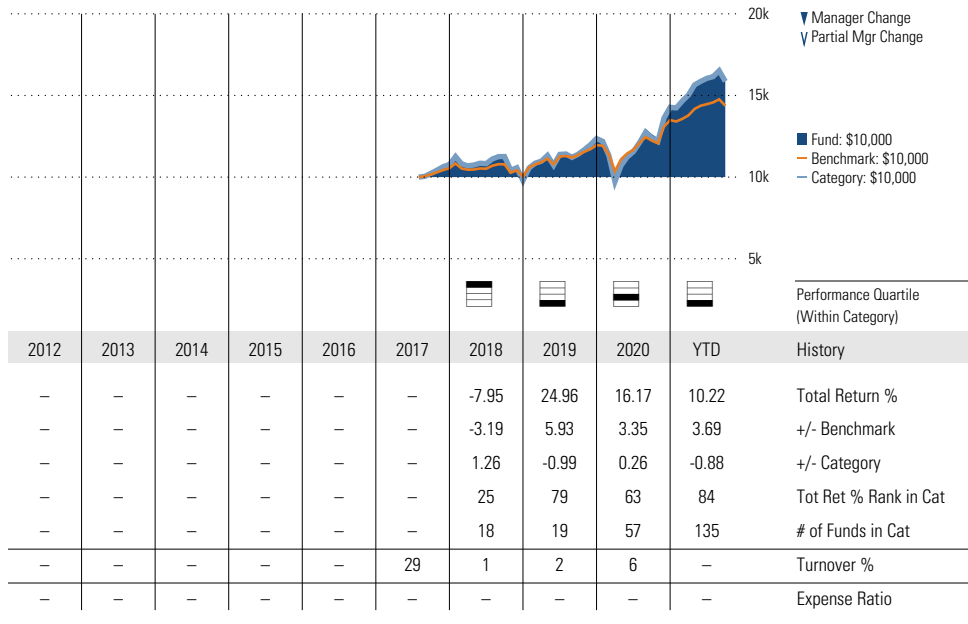 20k
▼ Manager Change
Partial Mgr Change
15k
Fund: $10,000
Benchmark: $10,000
Category: $10,000
10k
5k
Performance Quartile
(Within Category)
2012 2013 2014 2015 2016 2017 2018 2019 2020 YTD History
– – – – – – -7.95 24.96 16.17 10.22 Total Return %
– – – – – – -3.19 5.93 3.35 3.69 +/- Benchmark
– – – – – – 1.26 -0.99 0.26 -0.88 +/- Category
– – – – – – 25 79 63 84 Tot Ret % Rank in Cat
– – – – – – 18 19 57 135 # of Funds in Cat
– – – – – 29 1 2 6 – Turnover %
– – – – – – – – – – Expense Ratio